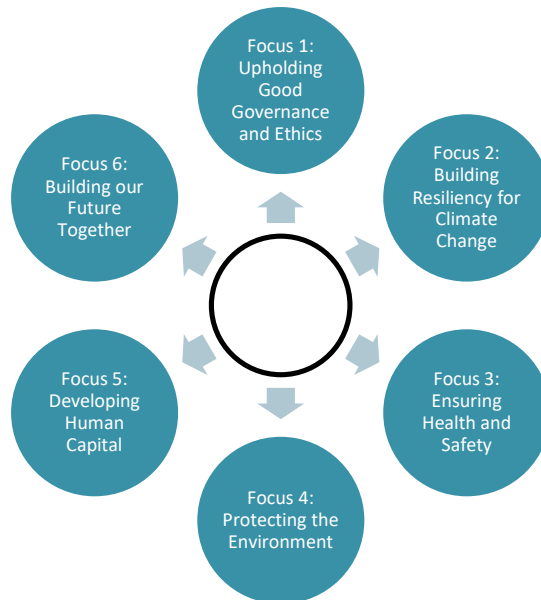 Focus 1:
Upholding
Good
Governance
and Ethics
Focus 2:
Building
Resiliency for
Climate
Change
Focus 3:
Ensuring
Health and
Safety
Focus 4:
Protecting the
Environment
Focus 5:
Developing
Human
Capital
Focus 6:
Building our
Future
Together